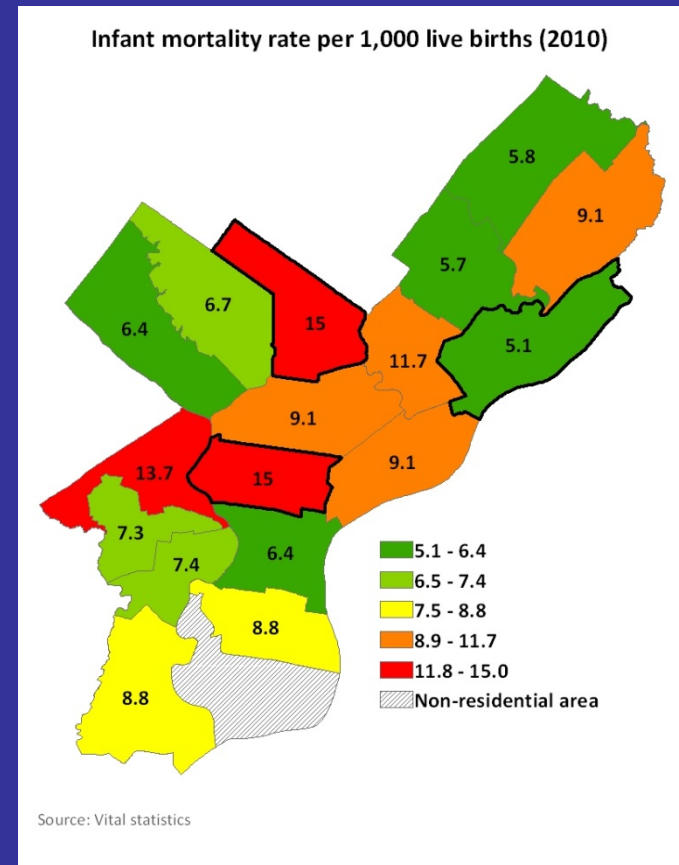 Infant mortality rate per 1,000 live births (2010)
5.8
9.1
5.7
6.7
15
6.4
5.1
11.7
9.1
9.1
13.7
15
7.3
6.4
7.4
8.8
8.8
5.1 - 6.4
6.5 - 7.4
7.5 - 8.8
8.9 - 11.7
11.8 - 15.0
Non-residential area
Source: Vital statistics